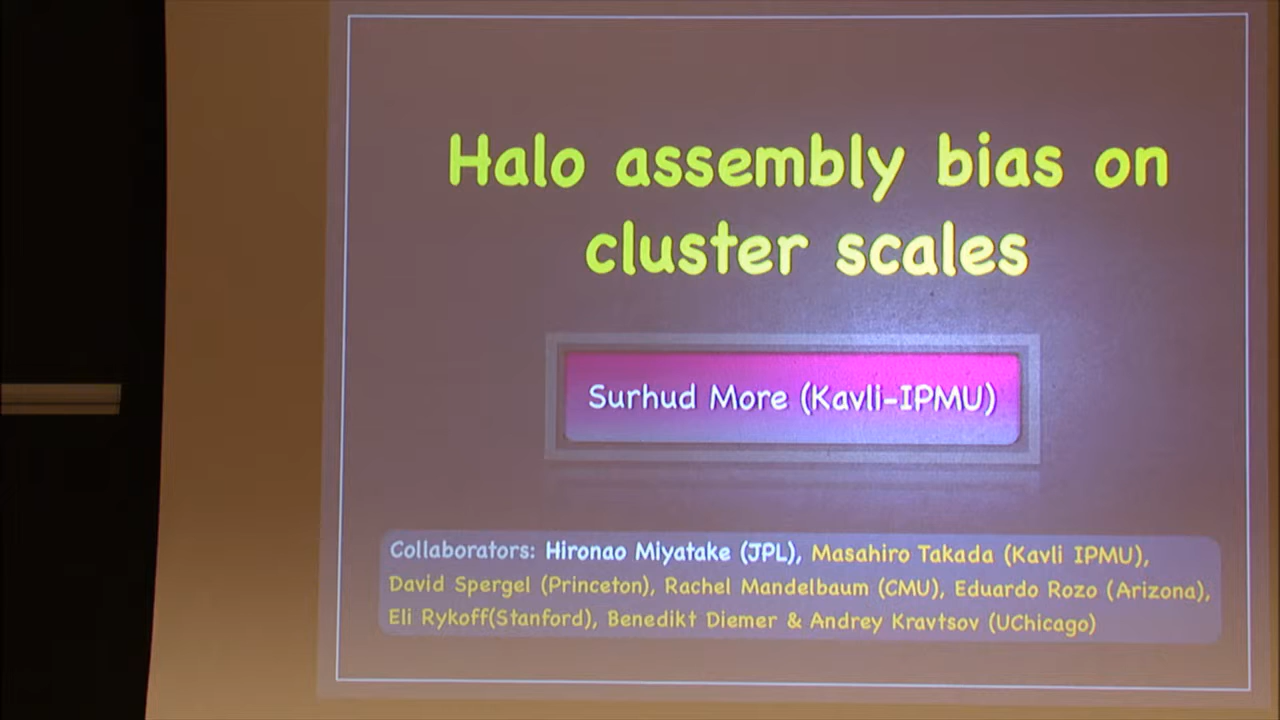 Halo assembly bias on
cluster scales
Surhud More (Kavli-IPMU)
Collaborators: Hironao Miyatake (JPL), Masahiro Takada (Kavli IPMU),
David Spergel (Princeton), Rachel Mandelbaum (CMU), Eduardo Rozo (Arizona),
Eli Rykoff(Stanford), Benedikt Diemer & Andrey Kravtsov (UChicago)